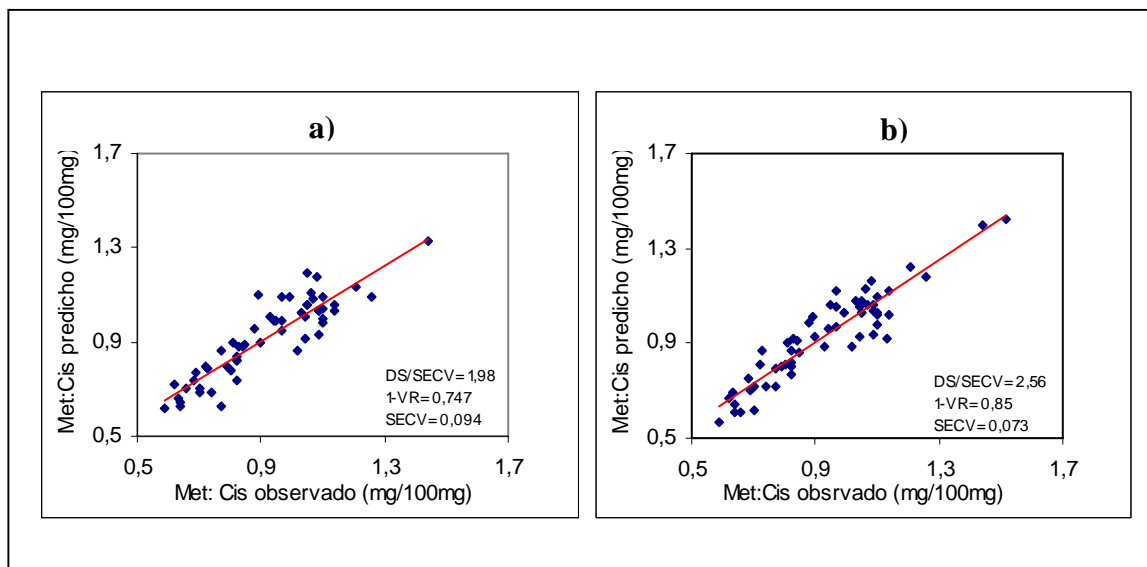 a)
Met:Cis predicho (mg/100mg)
1,7
1,3
0,9
0,5
DS/SECV = 1,98
1-VR = 0,747
SECV = 0,094
0,5 0,9 1,3 1,7
Met: Cis observado (mg/100mg)
b)
Met:Cis predicho (mg/100mg)
1,7
1,3
0,9
0,5
DS/SECV = 2,56
1-VR = 0,85
SECV = 0,073
0,5 0,9 1,3 1,7
Met:Cis obsrvado (mg/100mg)